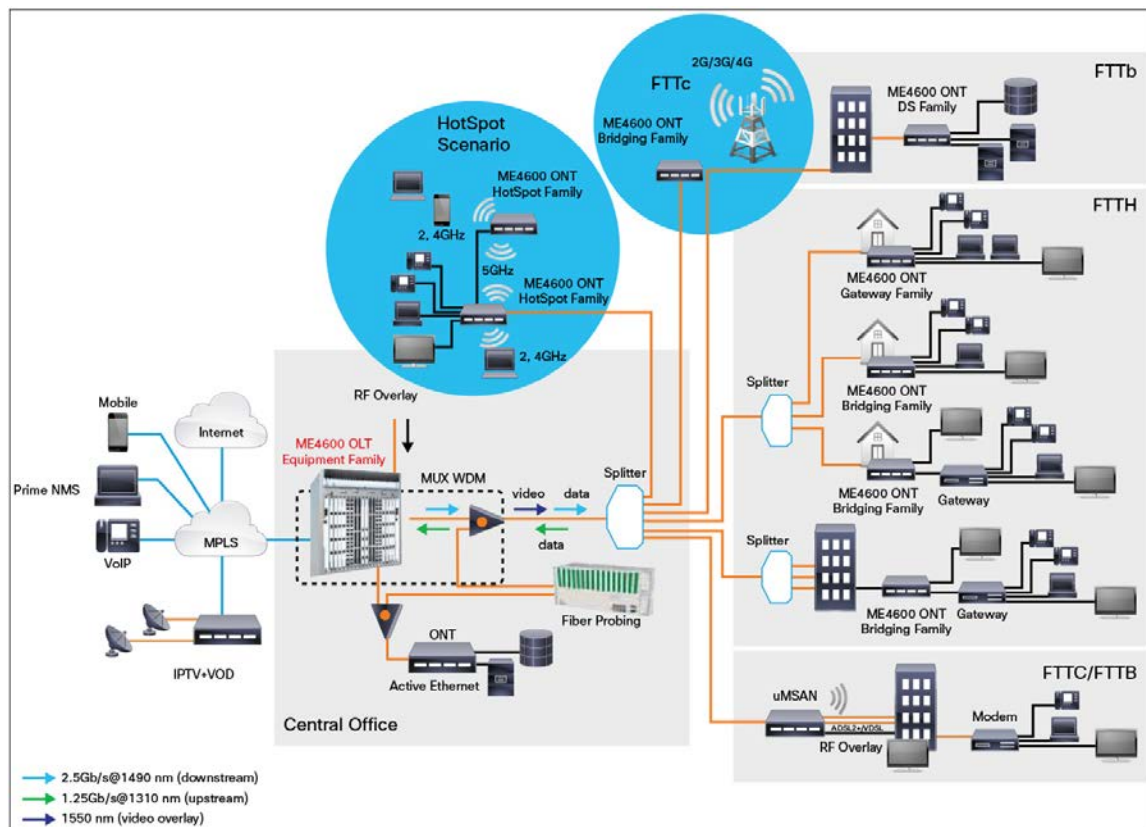 FTTb
2G/3G/4G
FTTc
ME4600 ONT
DS Family
ME4600 ONT
Bridging Family
HotSpot
Scenario
ME4600 ONT
HotSpot Family
2, 4GHz
5GHz
ME4600 ONT
HotSpot Family
2, 4GHz
FTTH
ME4600 ONT
Gateway Family
Splitter
ME4600 ONT
Bridging Family
ME4600 ONT
Bridging Family
Gateway
Splitter
ME4600 ONT
Bridging Family
Gateway
RF Overlay
ME4600 OLT
Equipment Family
MUX WDM
video
data
data
Splitter
Fiber Probing
ONT
Active Ethernet
Central Office
Mobile
Internet
Prime NMS
MPLS
VoIP
IPTV+VOD
FTTC/FTTB
uMSAN
ADSL2+/VDSL
RF Overlay
Modem
2.5Gb/s@1490 nm (downstream)
1.25Gb/s@1310 nm (upstream)
1550 nm (video overlay)